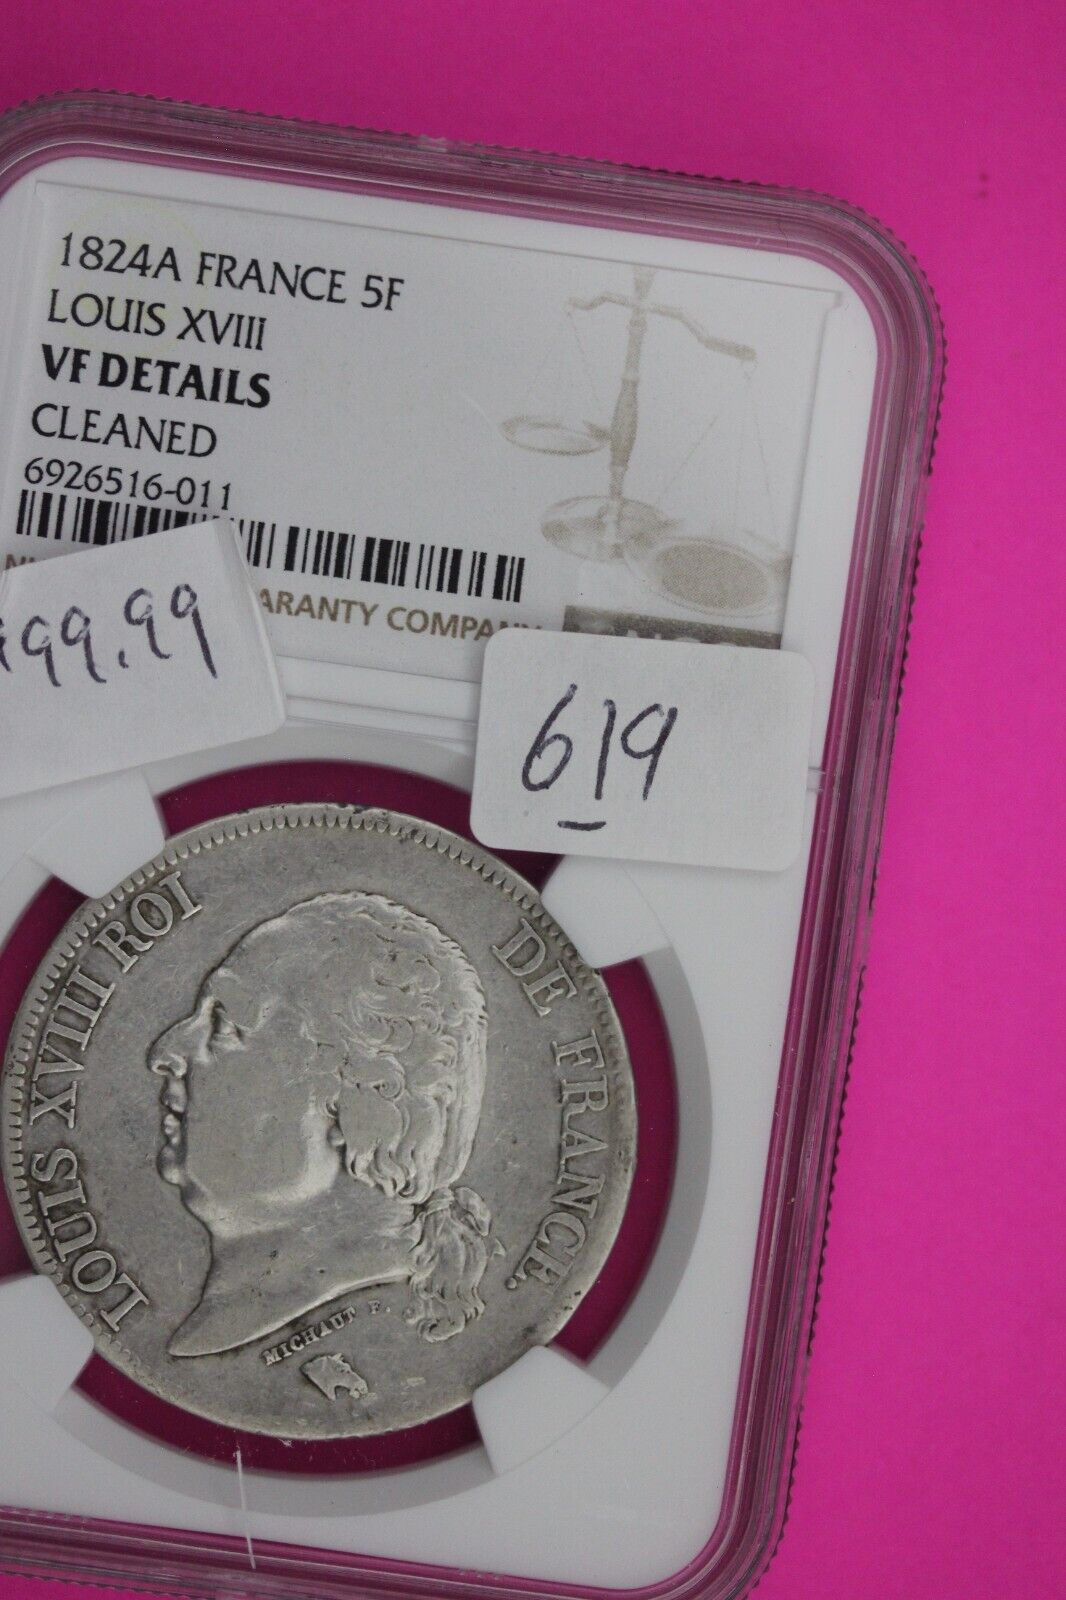 1824A FRANCE 5F
LOUIS XVIII
VF DETAILS
CLEANED
6926516-011
ARANTY COMPANY
99.99
619
LOUIS XVIII ROI DE FRANCE.
MICHAUT F.